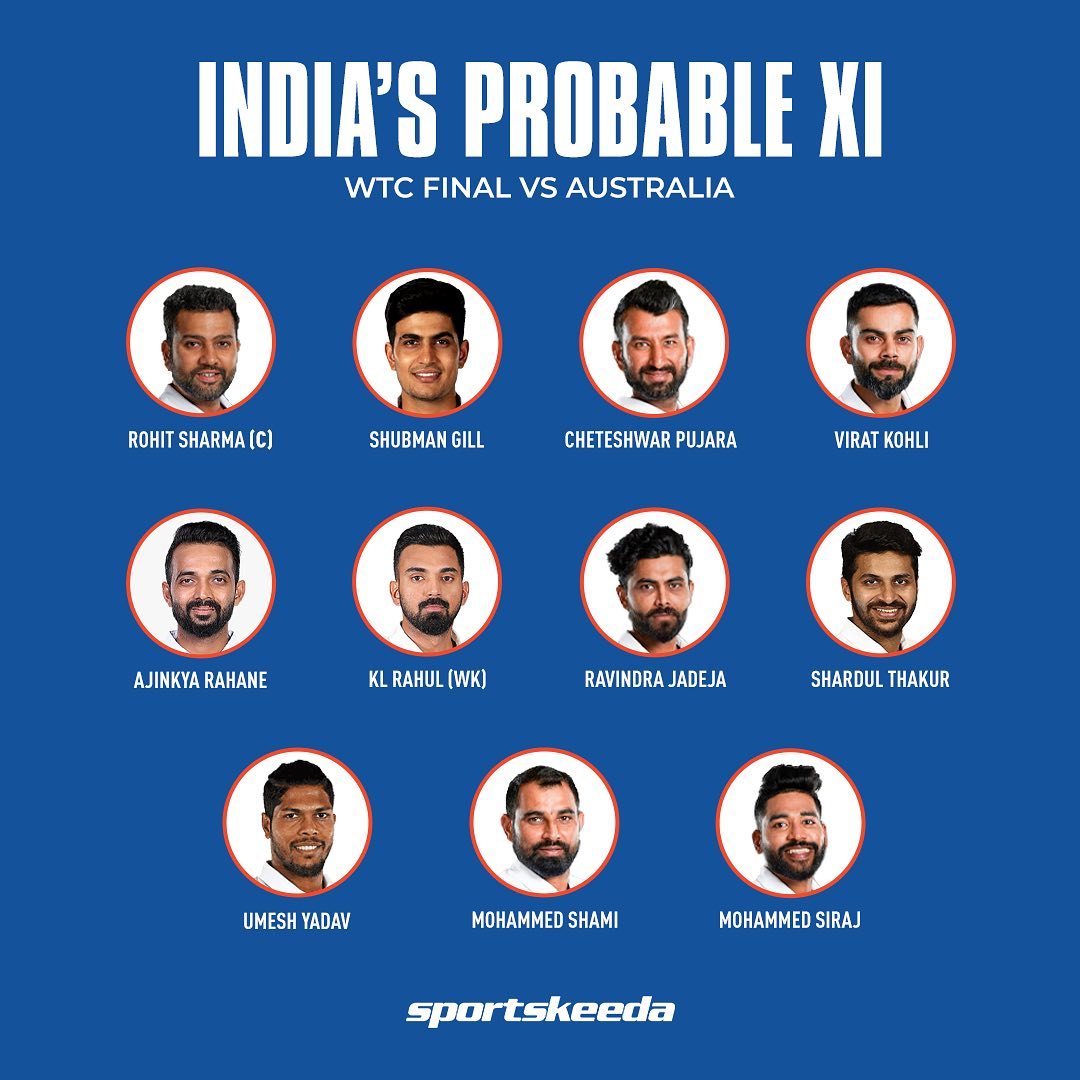 INDIA'S PROBABLE XI
WTC FINAL VS AUSTRALIA
ROHIT SHARMA (C)
SHUBMAN GILL
CHETESHWAR PUJARA
VIRAT KOHLI
AJINKYA RAHANE
KL RAHUL (WK)
RAVINDRA JADEJA
SHARDUL THAKUR
UMESH YADAV
MOHAMMED SHAMI
MOHAMMED SIRAJ
sportskeeda